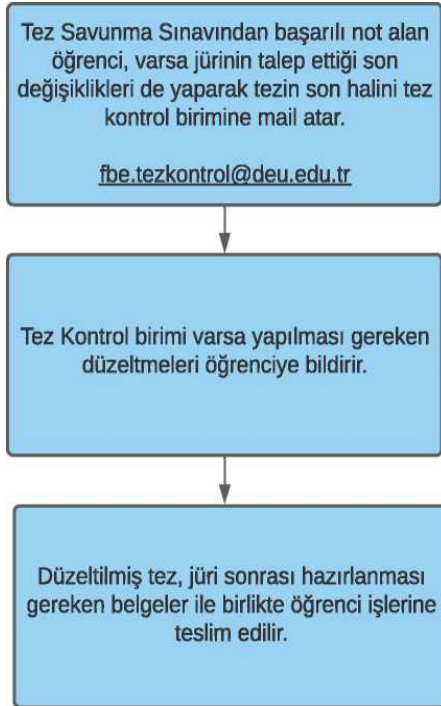 Tez Savunma Sınavından başarılı not alan
öğrenci, varsa jürinin talep ettiği son
değişiklikleri de yaparak tezin son halini tez
kontrol birimine mail atar.
fbe.tezkontrol@deu.edu.tr
Tez Kontrol birimi varsa yapılması gereken
düzeltmeleri öğrenciye bildirir.
Düzeltilmiş tez, jüri sonrası hazırlanması
gereken belgeler ile birlikte öğrenci işlerine
teslim edilir.